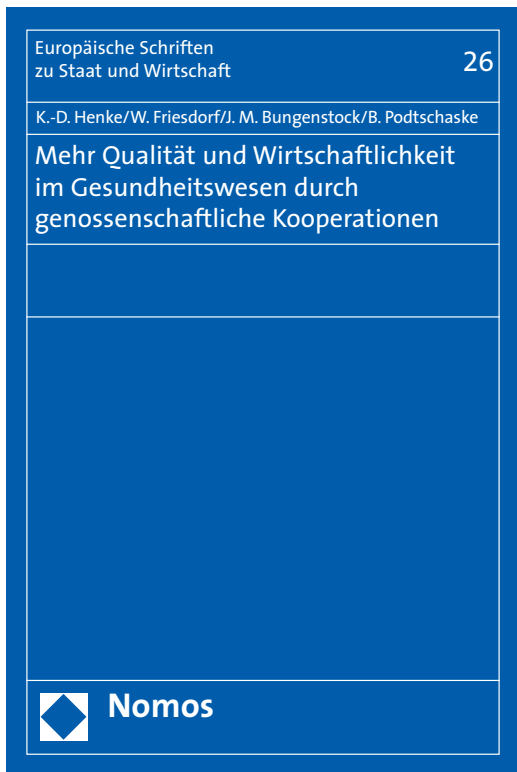 Europäische Schriften
zu Staat und Wirtschaft
26
K.-D. Henke/W. Friesdorf/J. M. Bungenstock/B. Podtschaske
Mehr Qualität und Wirtschaftlichkeit
im Gesundheitswesen durch
genossenschaftliche Kooperationen
Nomos